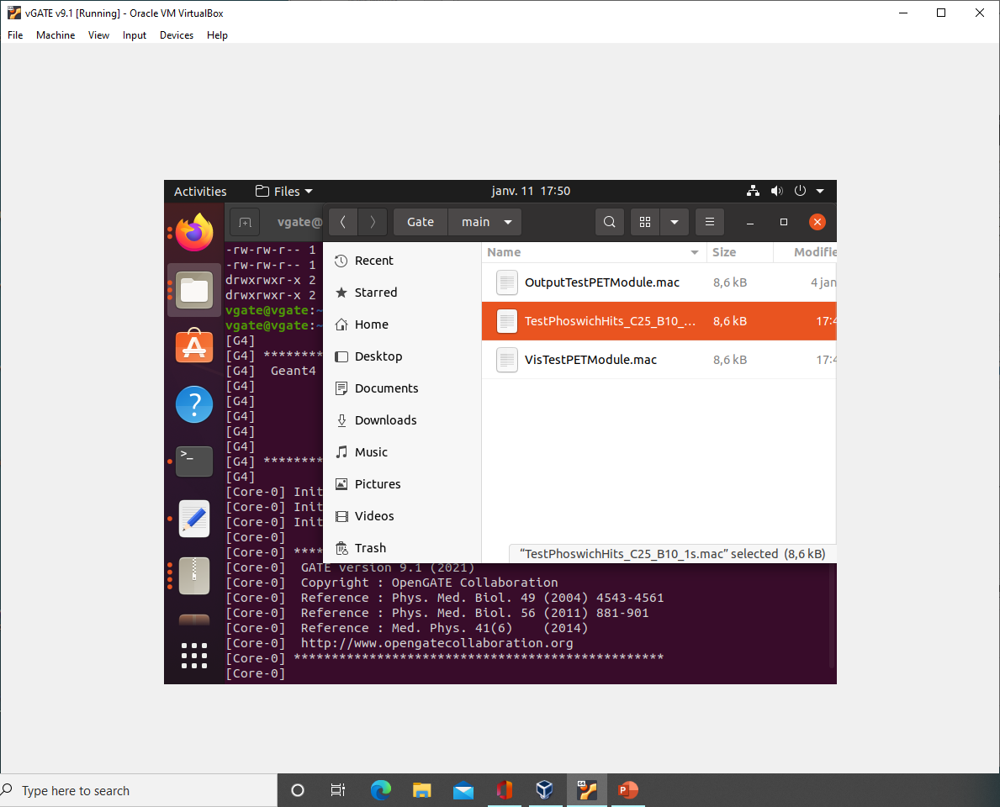 vGATE v9.1 [Running] - Oracle VM VirtualBox
File Machine View Input Devices Help
Activities Files janv. 11 17:50
vgate@ Gate main
-rw-rw-r-- 1
-rw-rw-r-- 1
drwxrwxr-x 2
drwxrwxr-x 2
vgate@vgate:~
vgate@vgate:~
[G4]
[G4] ********
[G4] Geant4
[G4]
[G4]
[G4]
[G4]
[G4]
[G4] ********
[G4]
[Core-0] Init
[Core-0] Init
[Core-0] Init
[Core-0]
[Core-0] ****
[Core-0] GATE version 9.1 (2021)
[Core-0] Copyright : OpenGATE Collaboration
[Core-0] Reference : Phys. Med. Biol. 49 (2004) 4543-4561
[Core-0] Reference : Phys. Med. Biol. 56 (2011) 881-901
[Core-0] Reference : Med. Phys. 41(6) (2014)
[Core-0] http://www.opengatecollaboration.org
[Core-0] *************************************************
[Core-0]
Recent
Starred
Home
Desktop
Documents
Downloads
Music
Pictures
Videos
Trash
Name Size Modifie
OutputTestPETModule.mac 8,6 kB 4 jan
TestPhoswichHits_C25_B10_... 8,6 kB 17:4
VisTestPETModule.mac 8,6 kB 17:4
“TestPhoswichHits_C25_B10_1s.mac” selected (8,6 kB)
Type here to search